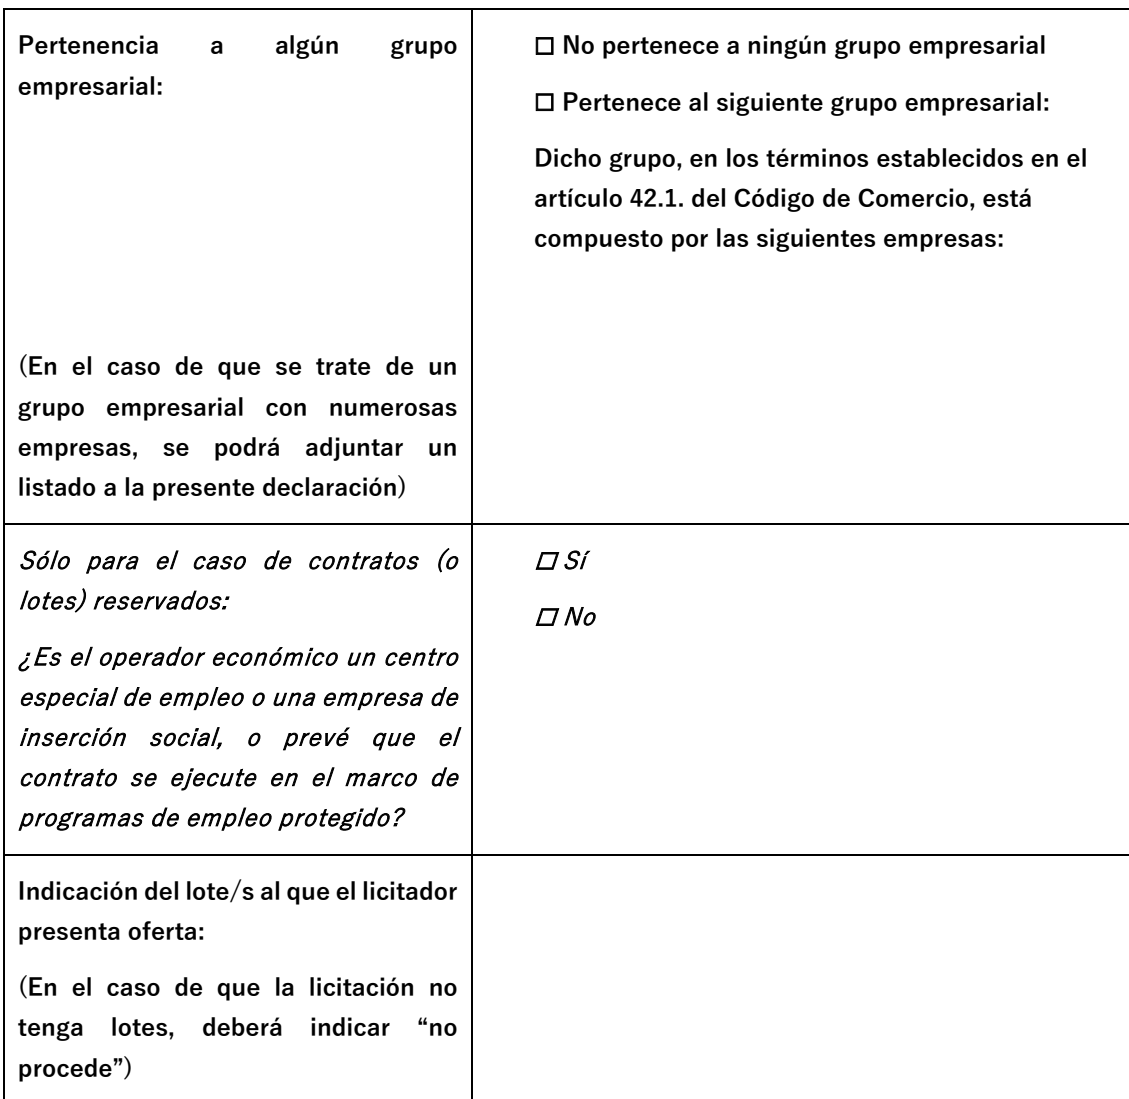 Pertenencia a algún grupo
empresarial:
(En el caso de que se trate de un
grupo empresarial con numerosas
empresas, se podrá adjuntar un
listado a la presente declaración)
☐ No pertenece a ningún grupo empresarial
☐ Pertenece al siguiente grupo empresarial:
Dicho grupo, en los términos establecidos en el
artículo 42.1. del Código de Comercio, está
compuesto por las siguientes empresas:
Sólo para el caso de contratos (o
lotes) reservados:
¿Es el operador económico un centro
especial de empleo o una empresa de
inserción social, o prevé que el
contrato se ejecute en el marco de
programas de empleo protegido?
☐ Sí
☐ No
Indicación del lote/s al que el licitador
presenta oferta:
(En el caso de que la licitación no
tenga lotes, deberá indicar “no
procede”)